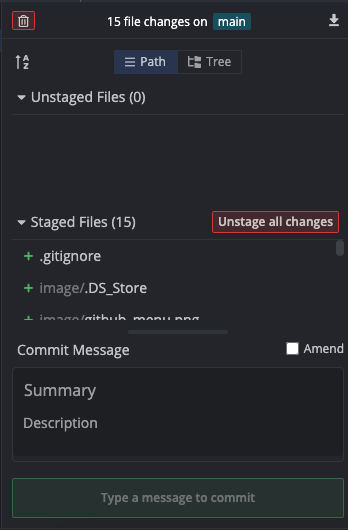 15 file changes on main
A
Z
Path
Tree
Unstaged Files (0)
Staged Files (15)
Unstage all changes
.gitignore
image/.DS_Store
image/github_menu.png
Commit Message
Amend
Summary
Description
Type a message to commit